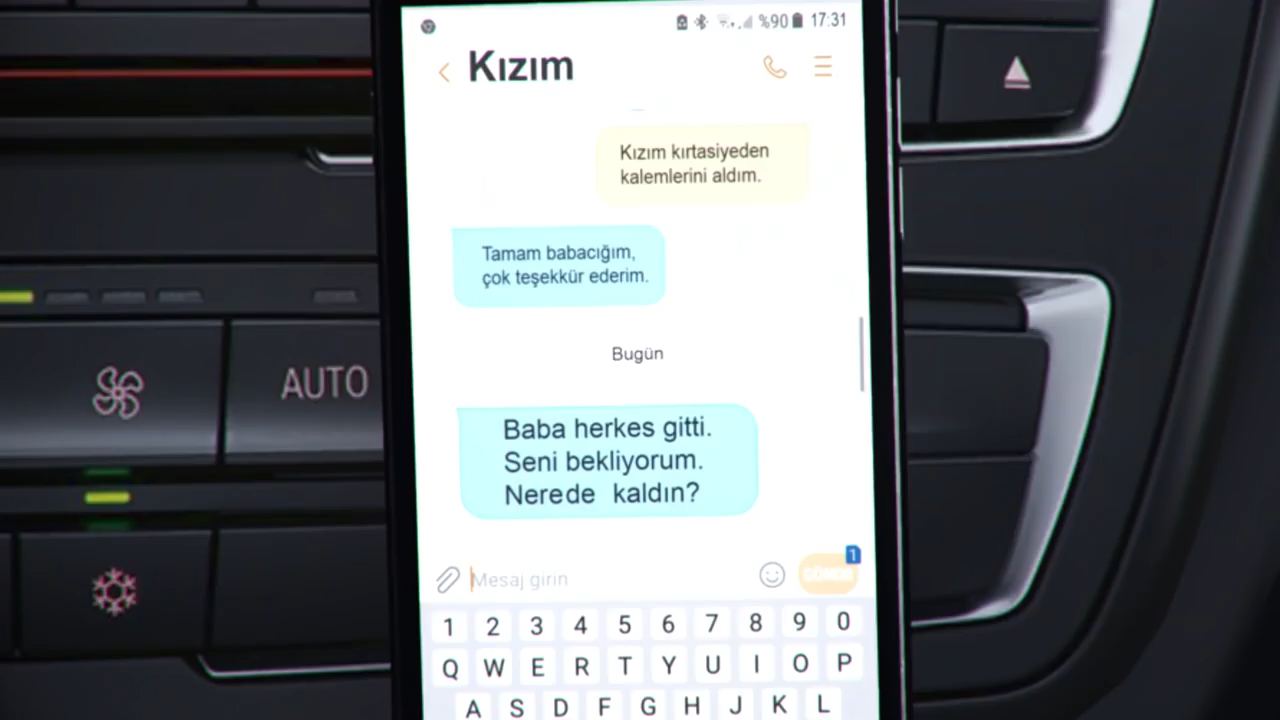 %90 17:31
Kızım
Kızım kırtasiyeden
kalemlerini aldım.
Tamam babacığım,
çok teşekkür ederim.
Bugün
Baba herkes gitti.
Seni bekliyorum.
Nerede kaldın?
AUTO
1
Mesaj girin
1 2 3 4 5 6 7 8 9 0
Q W E R T Y U I O P
A S D F G H J K L